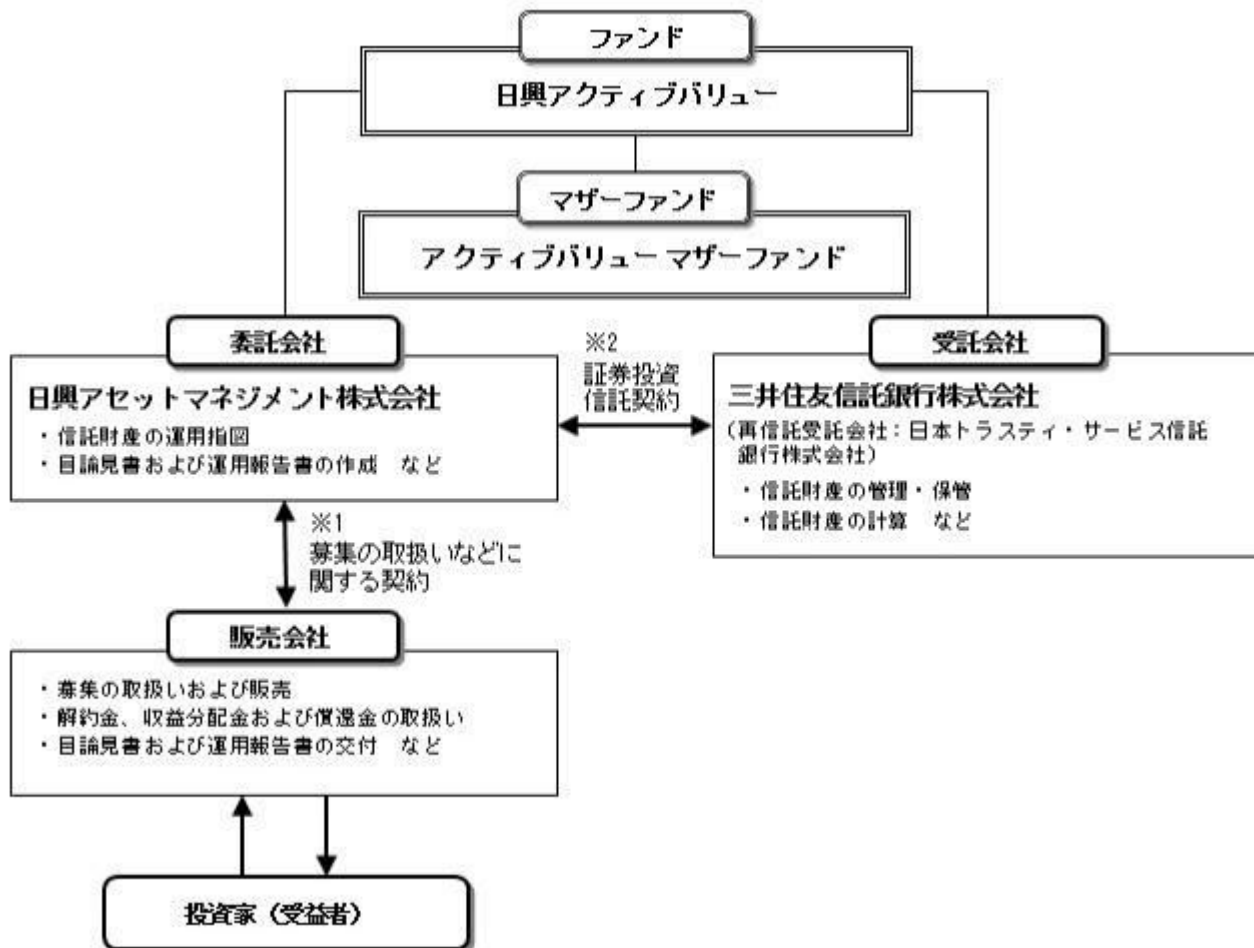 ファンド
日興アクティブバリュー
マザーファンド
アクティブバリュー マザーファンド
委託会社
日興アセットマネジメント株式会社
・信託財産の運用指図
・目論見書および運用報告書の作成　など
※2
証券投資
信託契約
受託会社
三井住友信託銀行株式会社
（再信託受託会社：日本トラスティ・サービス信託
銀行株式会社）
・信託財産の管理・保管
・信託財産の計算　など
※1
募集の取扱いなどに
関する契約
販売会社
・募集の取扱いおよび販売
・解約金、収益分配金および償還金の取扱い
・目論見書および運用報告書の交付　など
投資家（受益者）